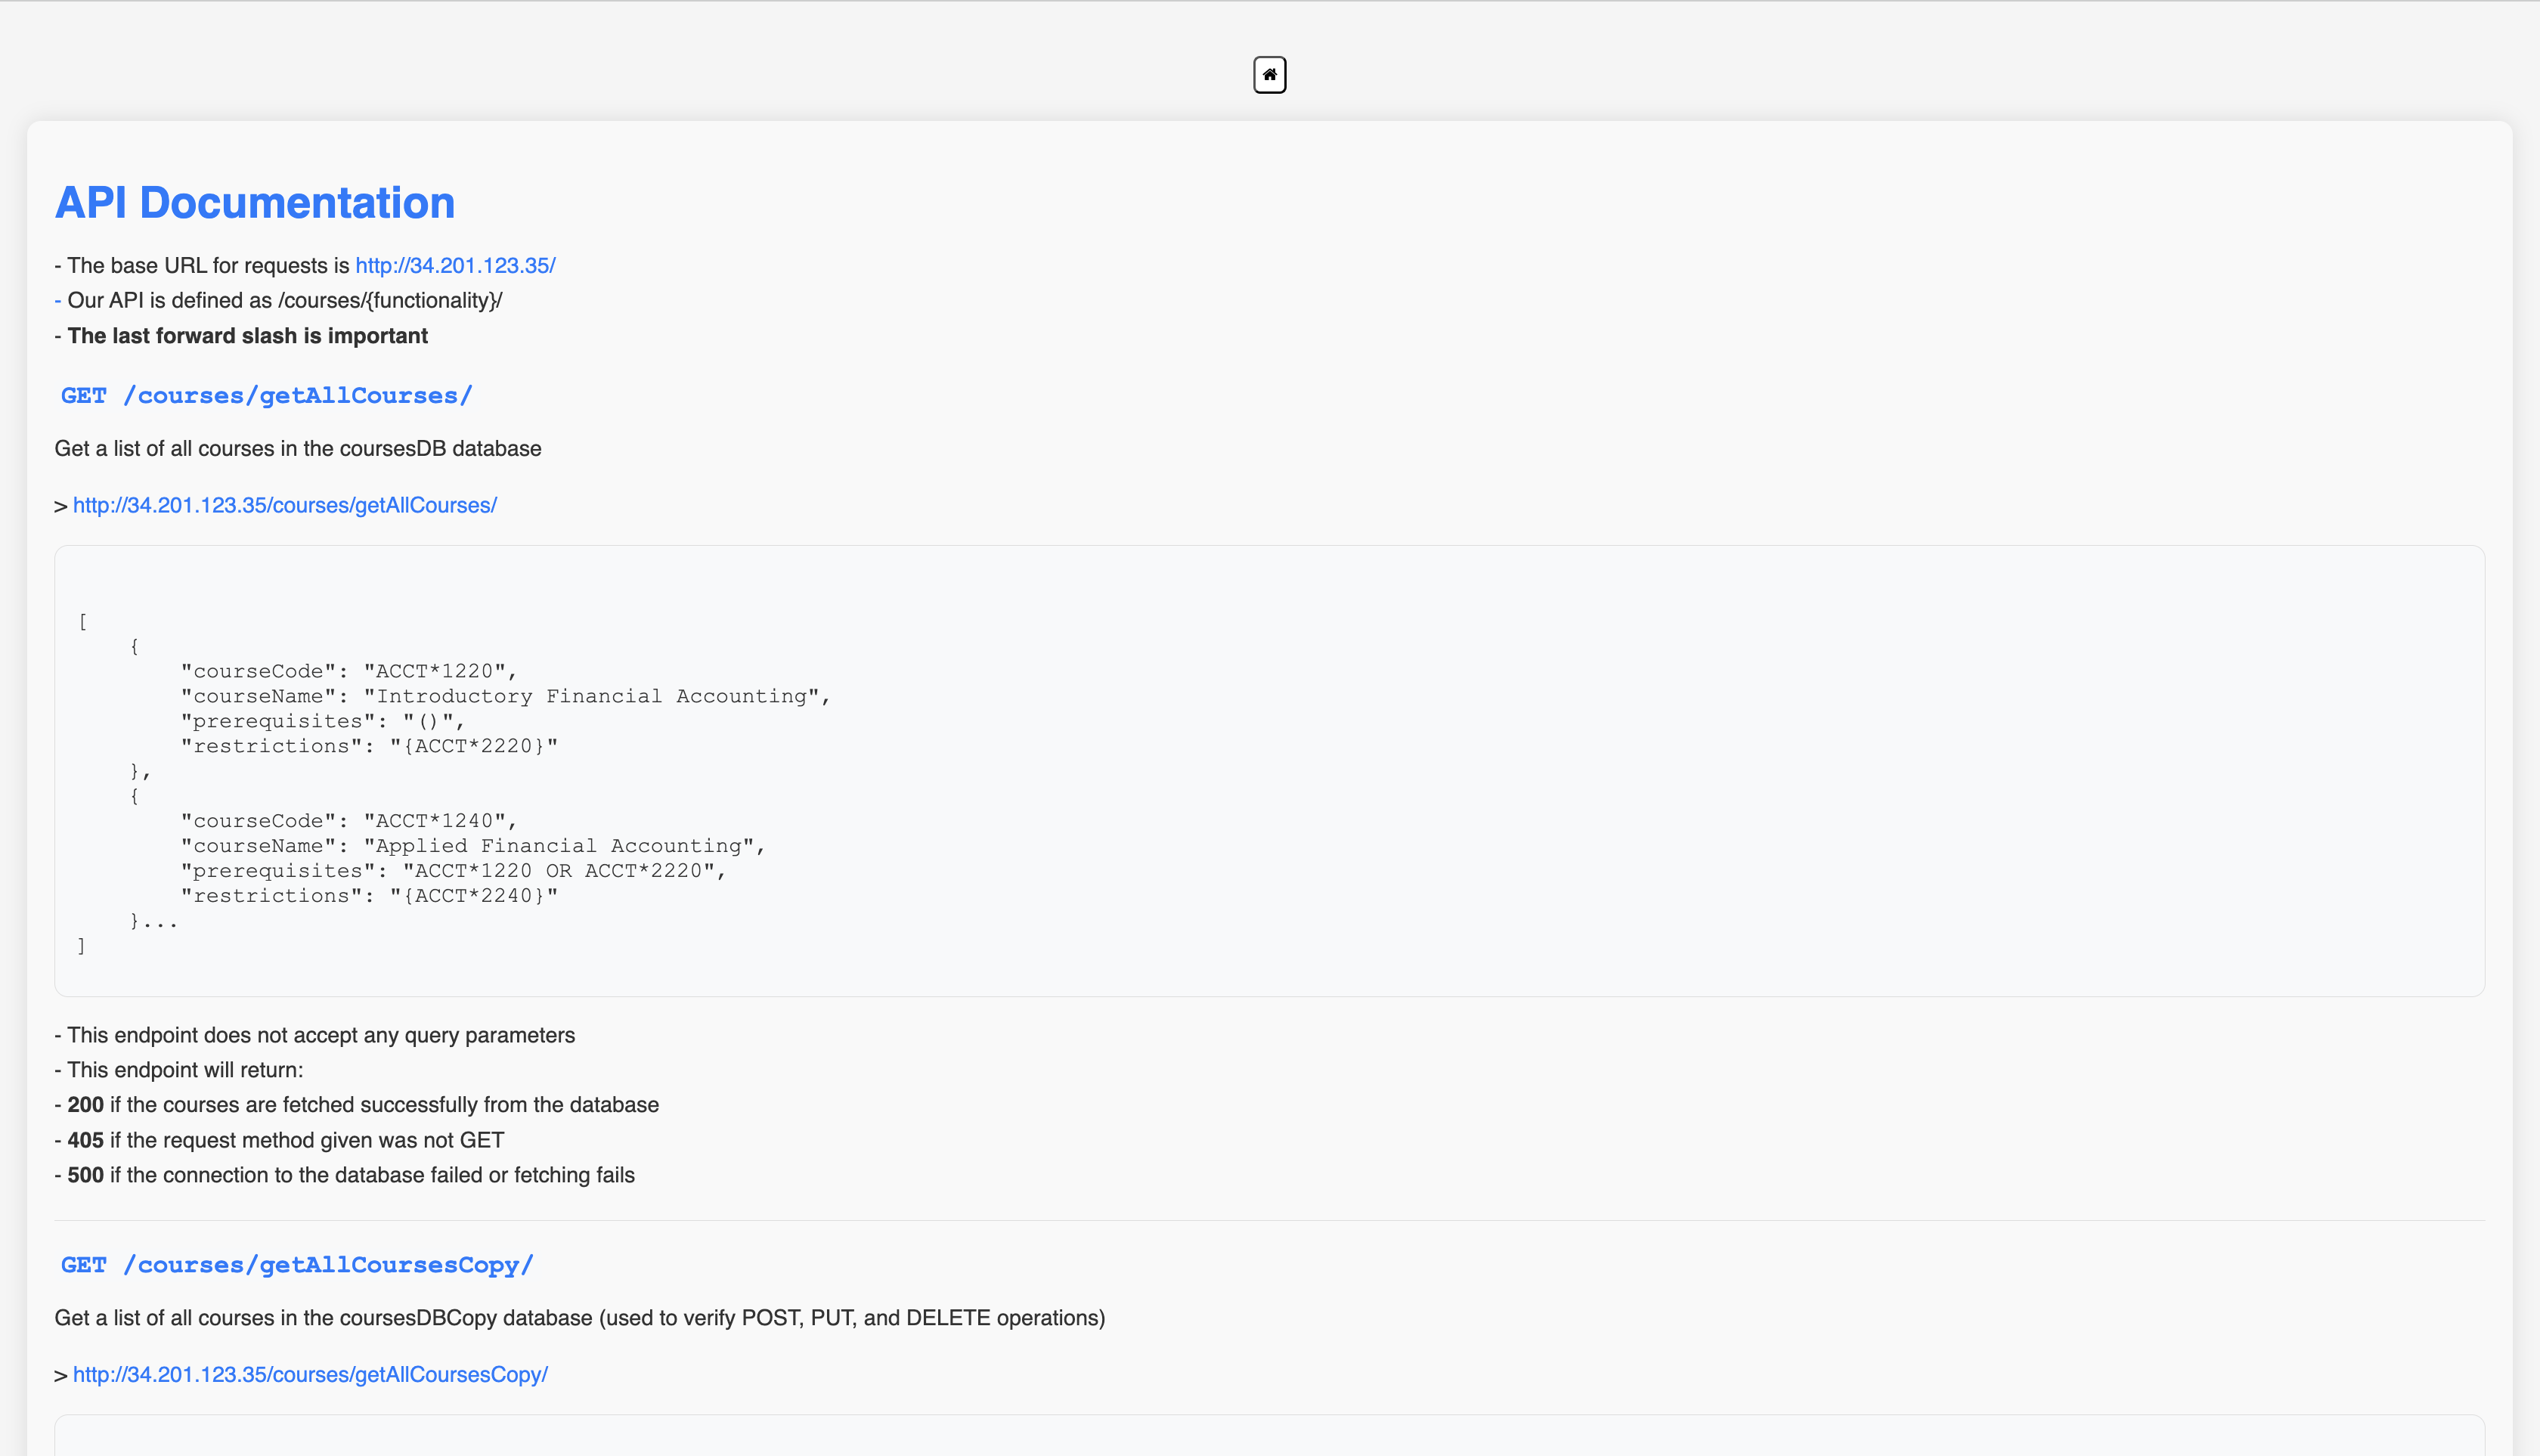 API Documentation
- The base URL for requests is http://34.201.123.35/
- Our API is defined as /courses/{functionality}/
- The last forward slash is important
GET /courses/getAllCourses/
Get a list of all courses in the coursesDB database
> http://34.201.123.35/courses/getAllCourses/
[
    {
        "courseCode": "ACCT*1220",
        "courseName": "Introductory Financial Accounting",
        "prerequisites": "()",
        "restrictions": "{ACCT*2220}"
    },
    {
        "courseCode": "ACCT*1240",
        "courseName": "Applied Financial Accounting",
        "prerequisites": "ACCT*1220 OR ACCT*2220",
        "restrictions": "{ACCT*2240}"
    }...
]
- This endpoint does not accept any query parameters
- This endpoint will return:
- 200 if the courses are fetched successfully from the database
- 405 if the request method given was not GET
- 500 if the connection to the database failed or fetching fails
GET /courses/getAllCoursesCopy/
Get a list of all courses in the coursesDBCopy database (used to verify POST, PUT, and DELETE operations)
> http://34.201.123.35/courses/getAllCoursesCopy/